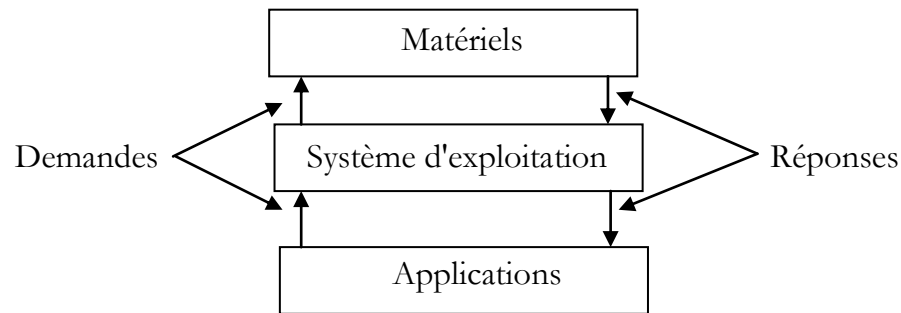 Matériels
Demandes
Système d'exploitation
Réponses
Applications